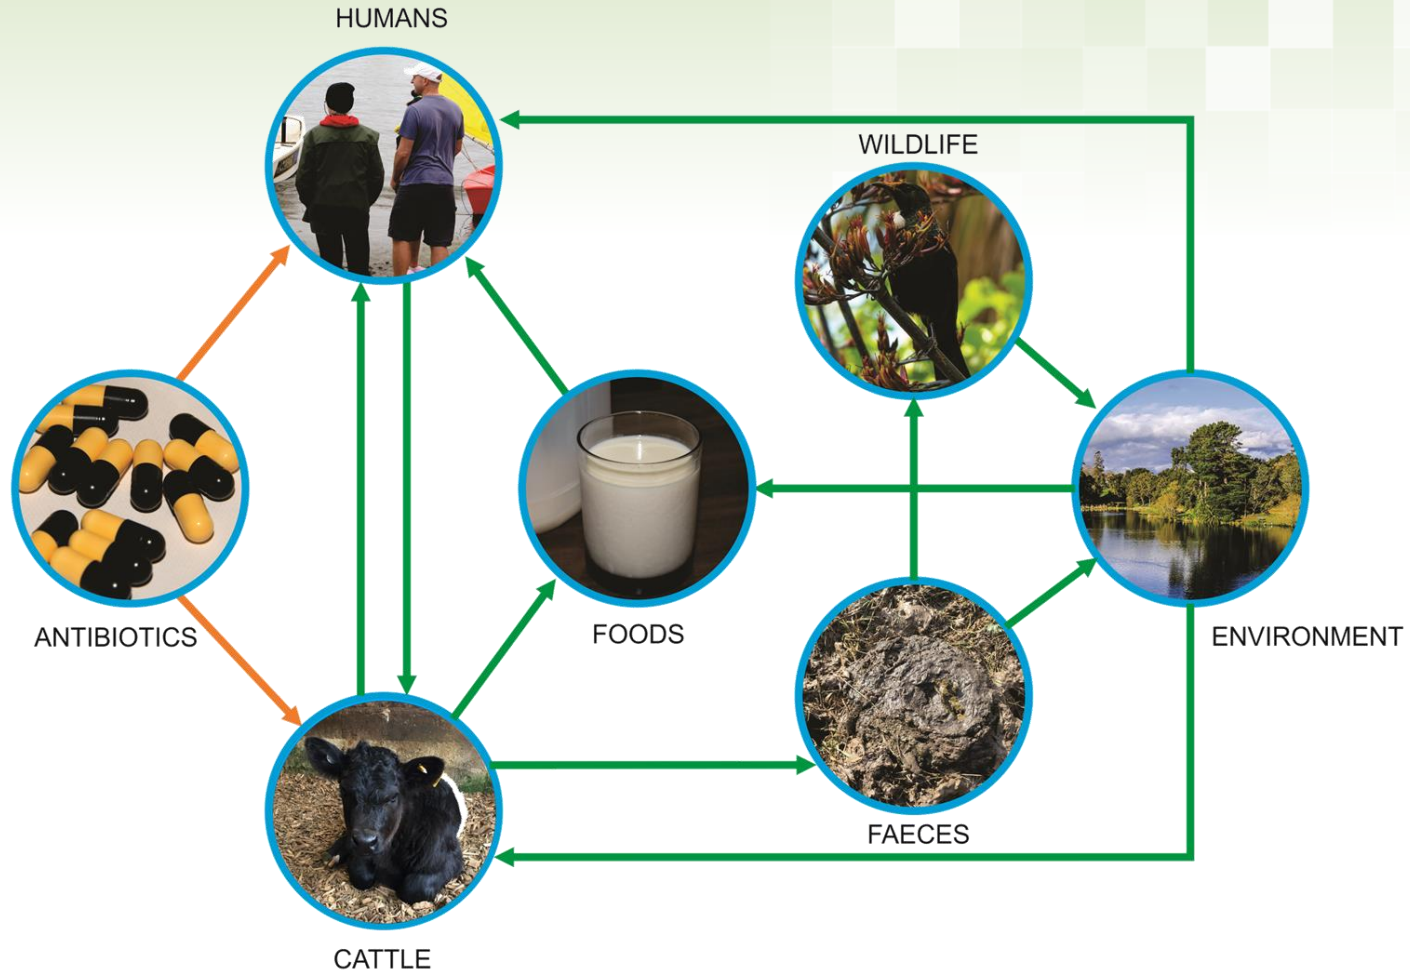 HUMANS
WILDLIFE
ANTIBIOTICS
FOODS
ENVIRONMENT
FAECES
CATTLE